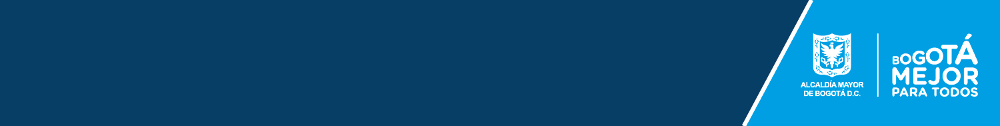 ALCALDÍA MAYOR
DE BOGOTÁ D.C.
BOGOTÁ
MEJOR
PARA TODOS